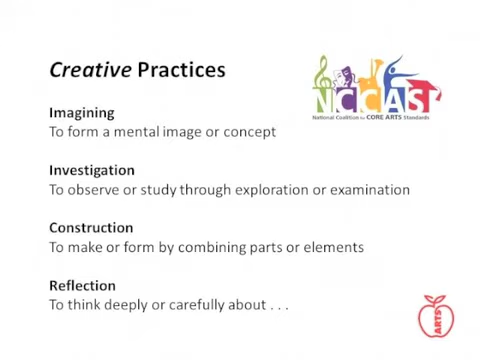 Creative Practices
NCCAS
National Coalition for CORE ARTS Standards
Imagining
To form a mental image or concept
Investigation
To observe or study through exploration or examination
Construction
To make or form by combining parts or elements
Reflection
To think deeply or carefully about . . .
ARTS